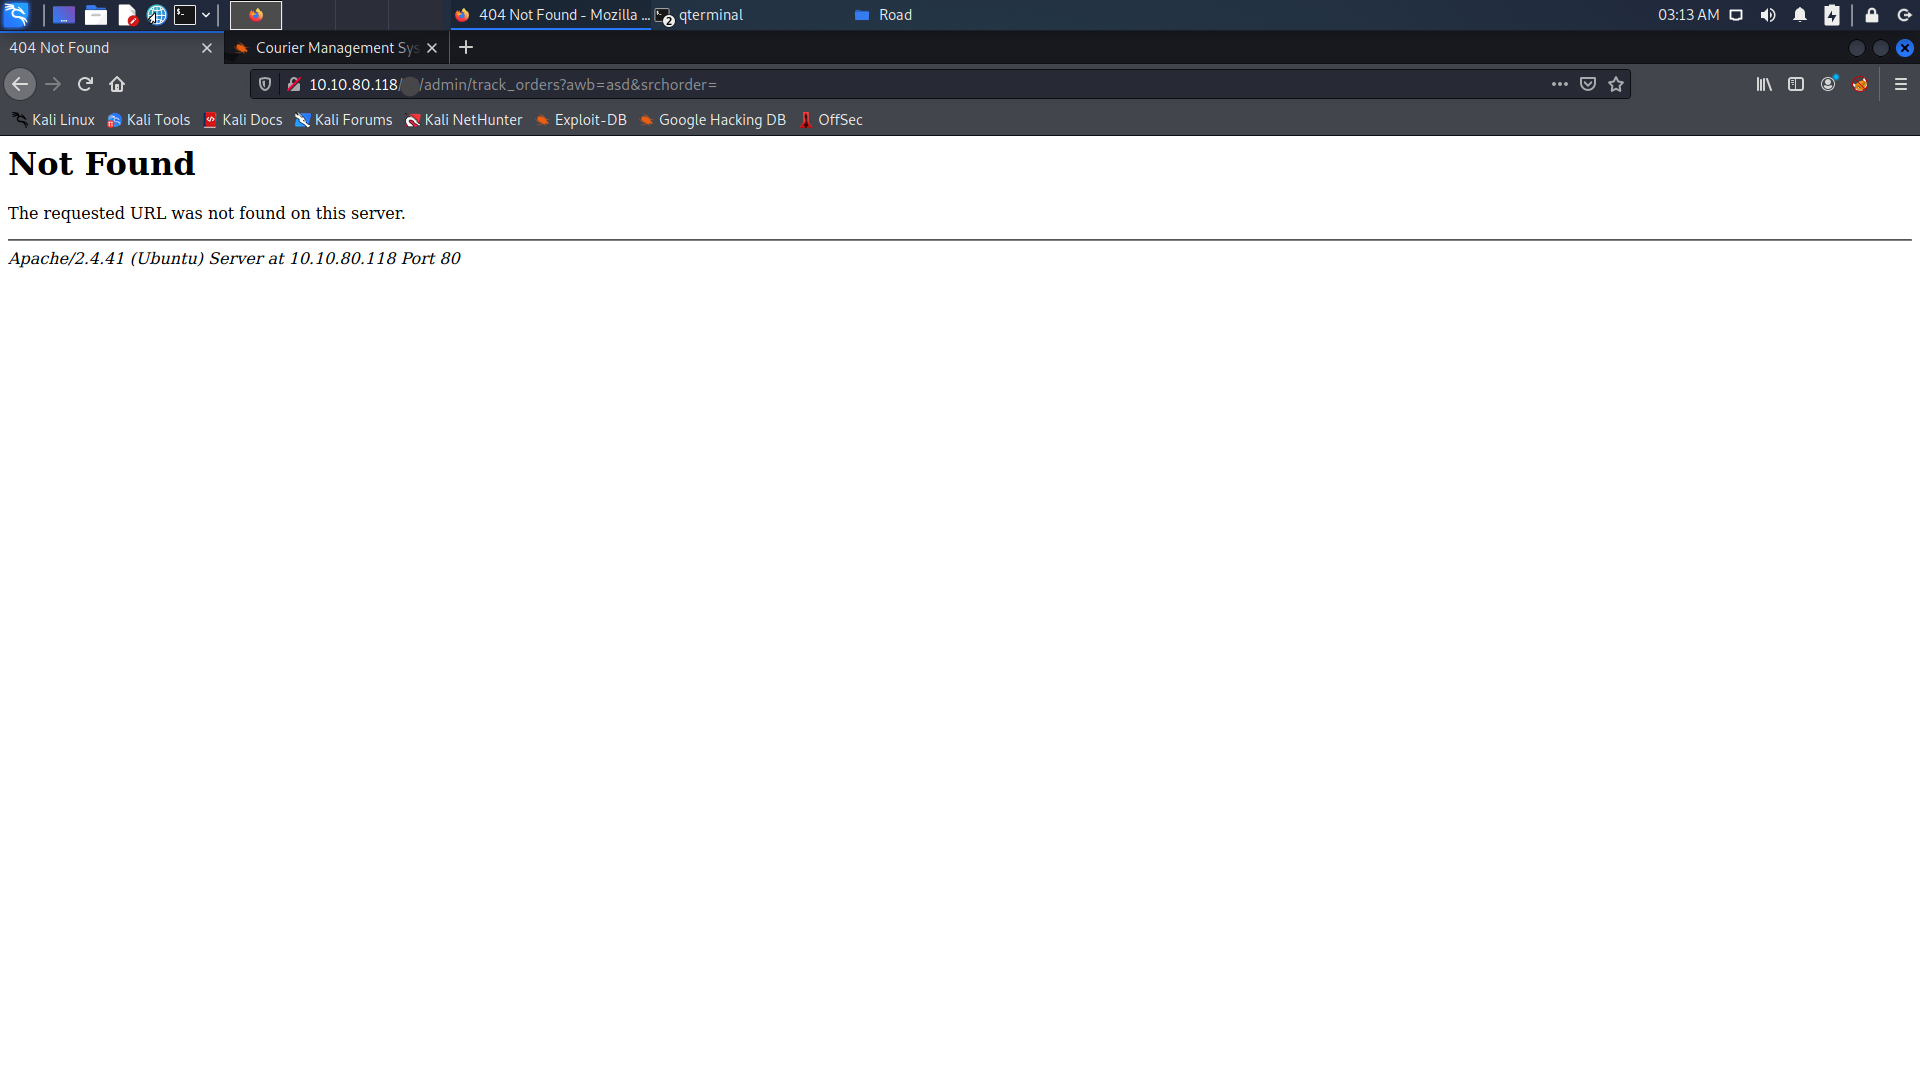 404 Not Found - Mozilla ... 2 qterminal Road 03:13 AM
404 Not Found Courier Management Sys
10.10.80.118/ /admin/track_orders?awb=asd&srchorder=
Kali Linux Kali Tools Kali Docs Kali Forums Kali NetHunter Exploit-DB Google Hacking DB OffSec
Not Found
The requested URL was not found on this server.
Apache/2.4.41 (Ubuntu) Server at 10.10.80.118 Port 80